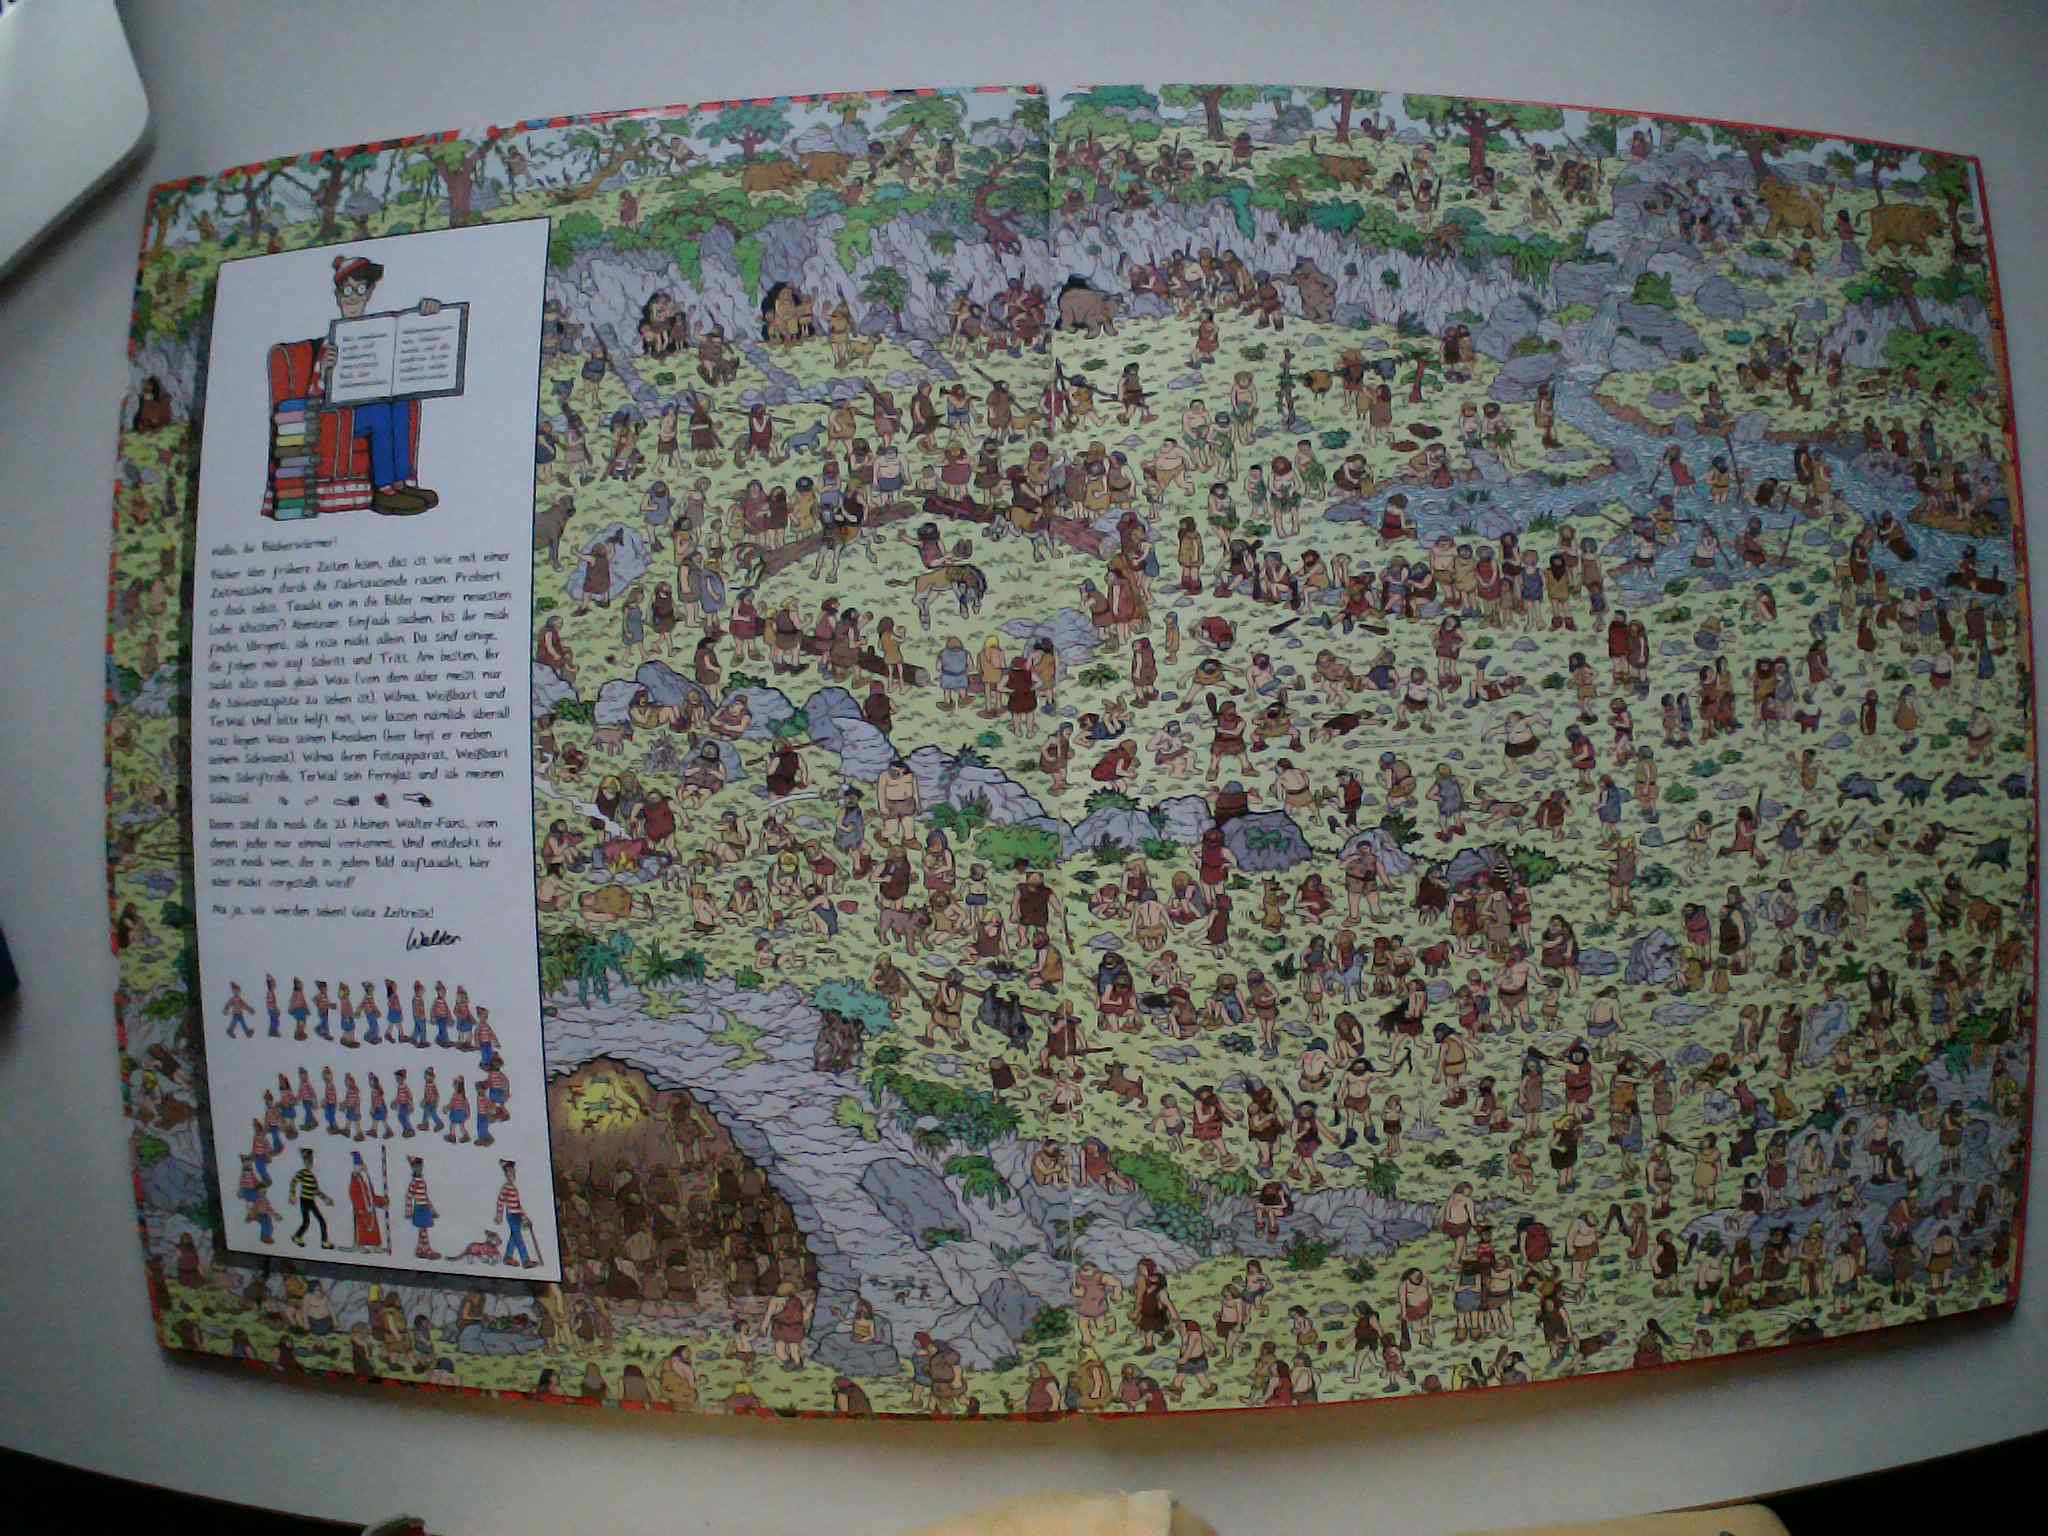 Hallo, ihr Bücherwürmer!
Bücher über frühere Zeiten lesen, das ist wie mit einer
Zeitmaschine durch die Jahrtausende rasen. Probiert
es doch selbst. Taucht ein in die Bilder meiner neuesten
(oder ältesten?) Abenteuer. Einfach suchen, bis ihr mich
findet. Übrigens, ich reise nicht allein. Da sind einige,
die folgen mir auf Schritt und Tritt. Am besten, ihr
sucht also auch gleich Wau (von dem aber meist nur
die Schwanzspitze zu sehen ist), Wilma, Weißbart und
TerWal. Und bitte helft mit, wir lassen nämlich überall
was liegen. Wau seinen Knochen (hier liegt er neben
seinem Schwanz), Wilma ihren Fotoapparat, Weißbart
seine Schriftrolle, TerWal sein Fernglas und ich meinen
Schlüssel.
Dann sind da noch die 25 kleinen Walter-Fans, von
denen jeder nur einmal vorkommt. Und entdeckt ihr
sonst noch wen, der in jedem Bild auftaucht, hier
aber nicht vorgestellt wird?
Na ja, wir werden sehen! Gute Zeitreise!
Walter